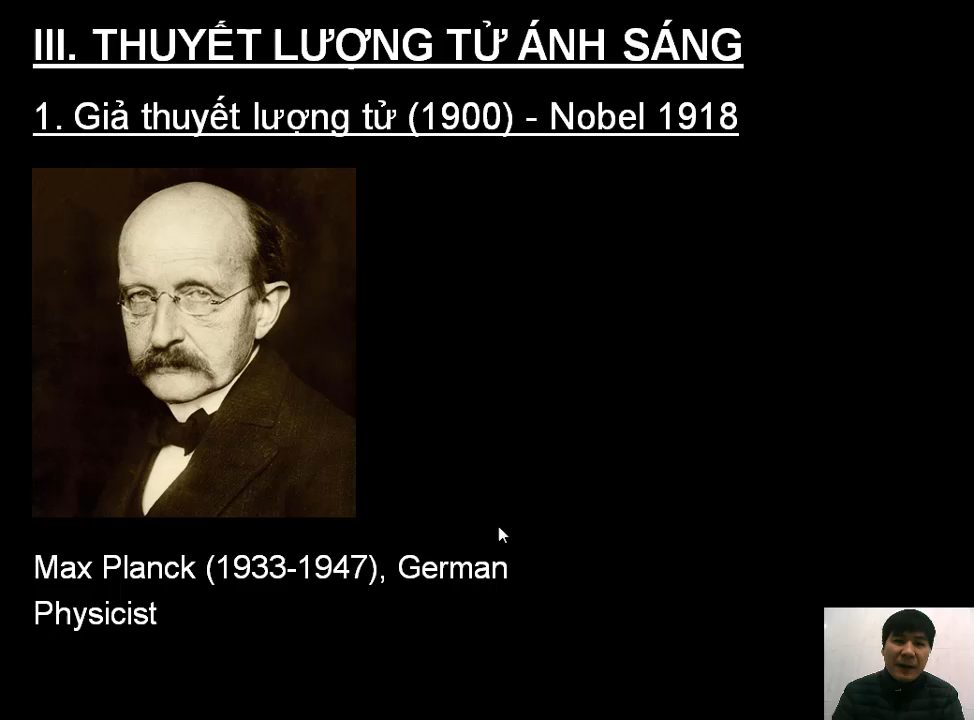 III. THUYẾT LƯỢNG TỬ ÁNH SÁNG
1. Giả thuyết lượng tử (1900) - Nobel 1918
Max Planck (1933-1947), German
Physicist